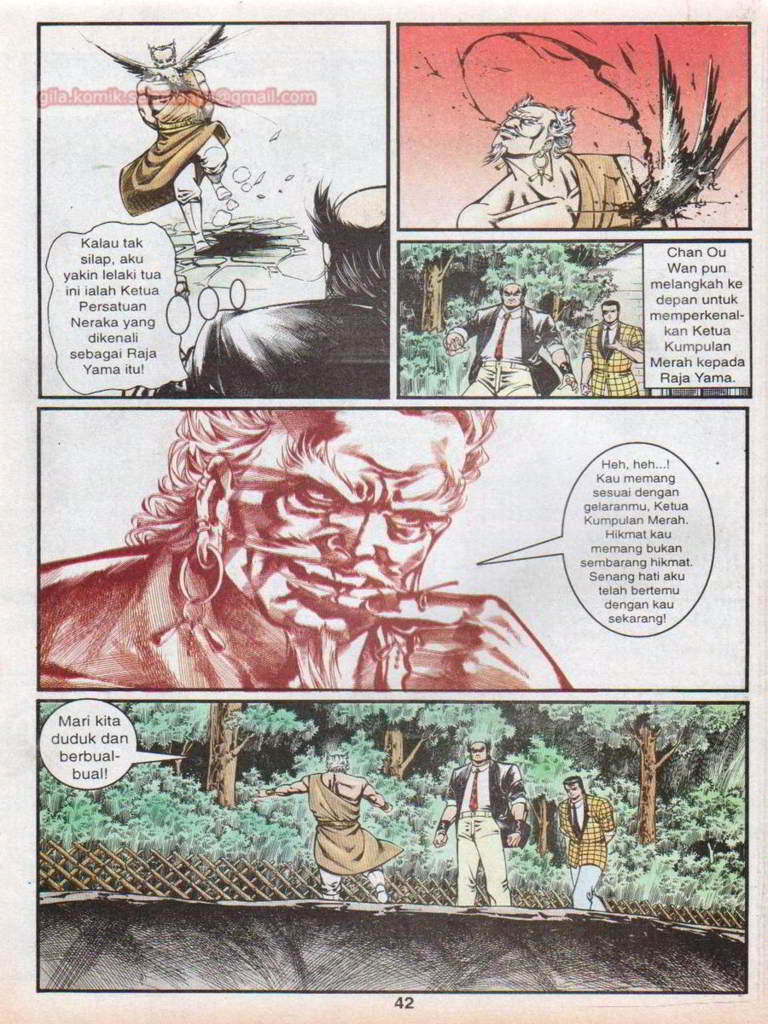 Kalau tak
silap, aku
yakin lelaki tua
ini ialah Ketua
Persatuan
Neraka yang
dikenali
sebagai Raja
Yama itu!
Chan Ou
Wan pun
melangkah ke
depan untuk
memperkenal-
kan Ketua
Kumpulan
Merah kepada
Raja Yama.
Heh, heh...!
Kau memang
sesuai dengan
gelaranmu, Ketua
Kumpulan Merah.
Hikmat kau
memang bukan
sembarang hikmat.
Senang hati aku
telah bertemu
dengan kau
sekarang!
Mari kita
duduk dan
berbual-
bual!
42